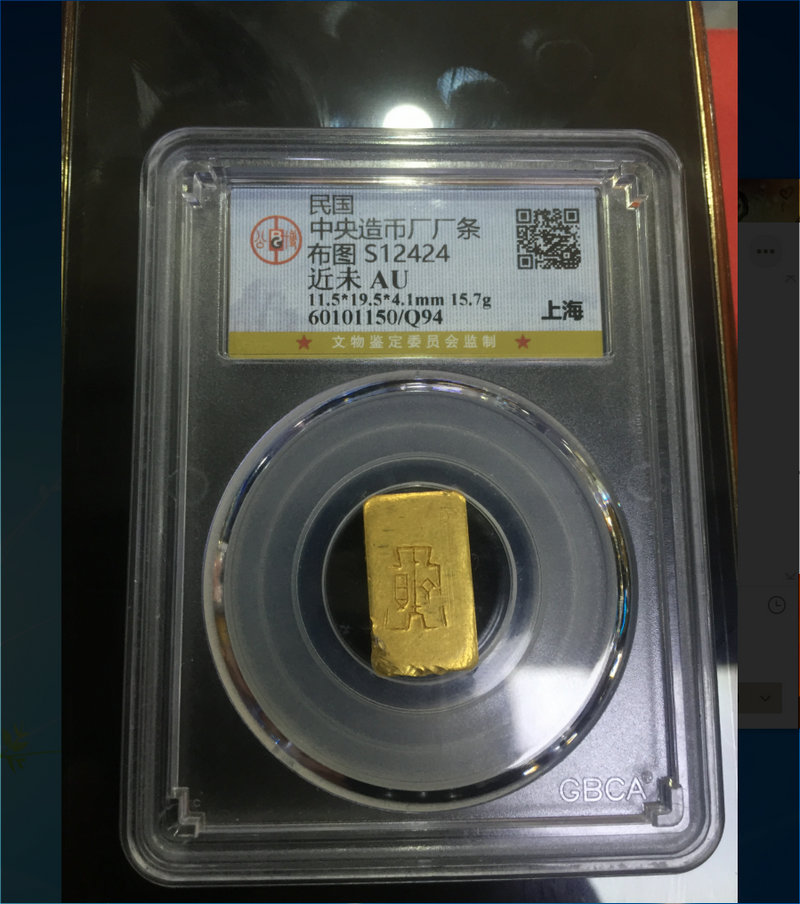 民国
中央造币厂厂条
布图 S12424
近未 AU
11.5*19.5*4.1mm 15.7g
60101150/Q94
上海
★ 文物鉴定委员会监制 ★
GBCA